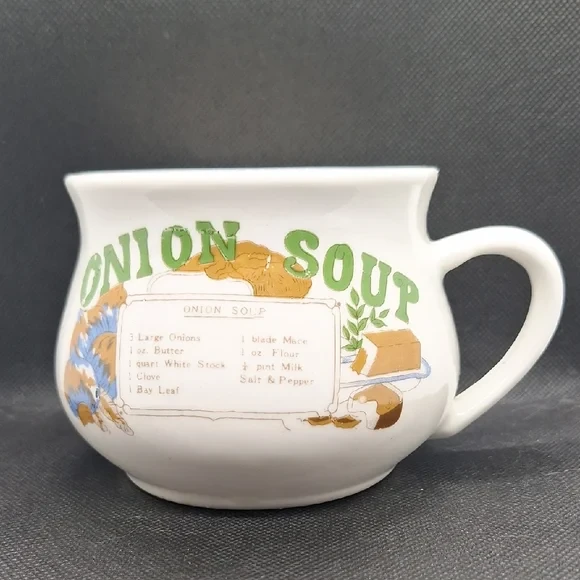 ONION SOUP
ONION SOUP
3 Large Onions
1 oz. Butter
1 quart White Stock
1 Clove
1 Bay Leaf
1 blade Mace
1 oz Flour
½ pint Milk
Salt & Pepper